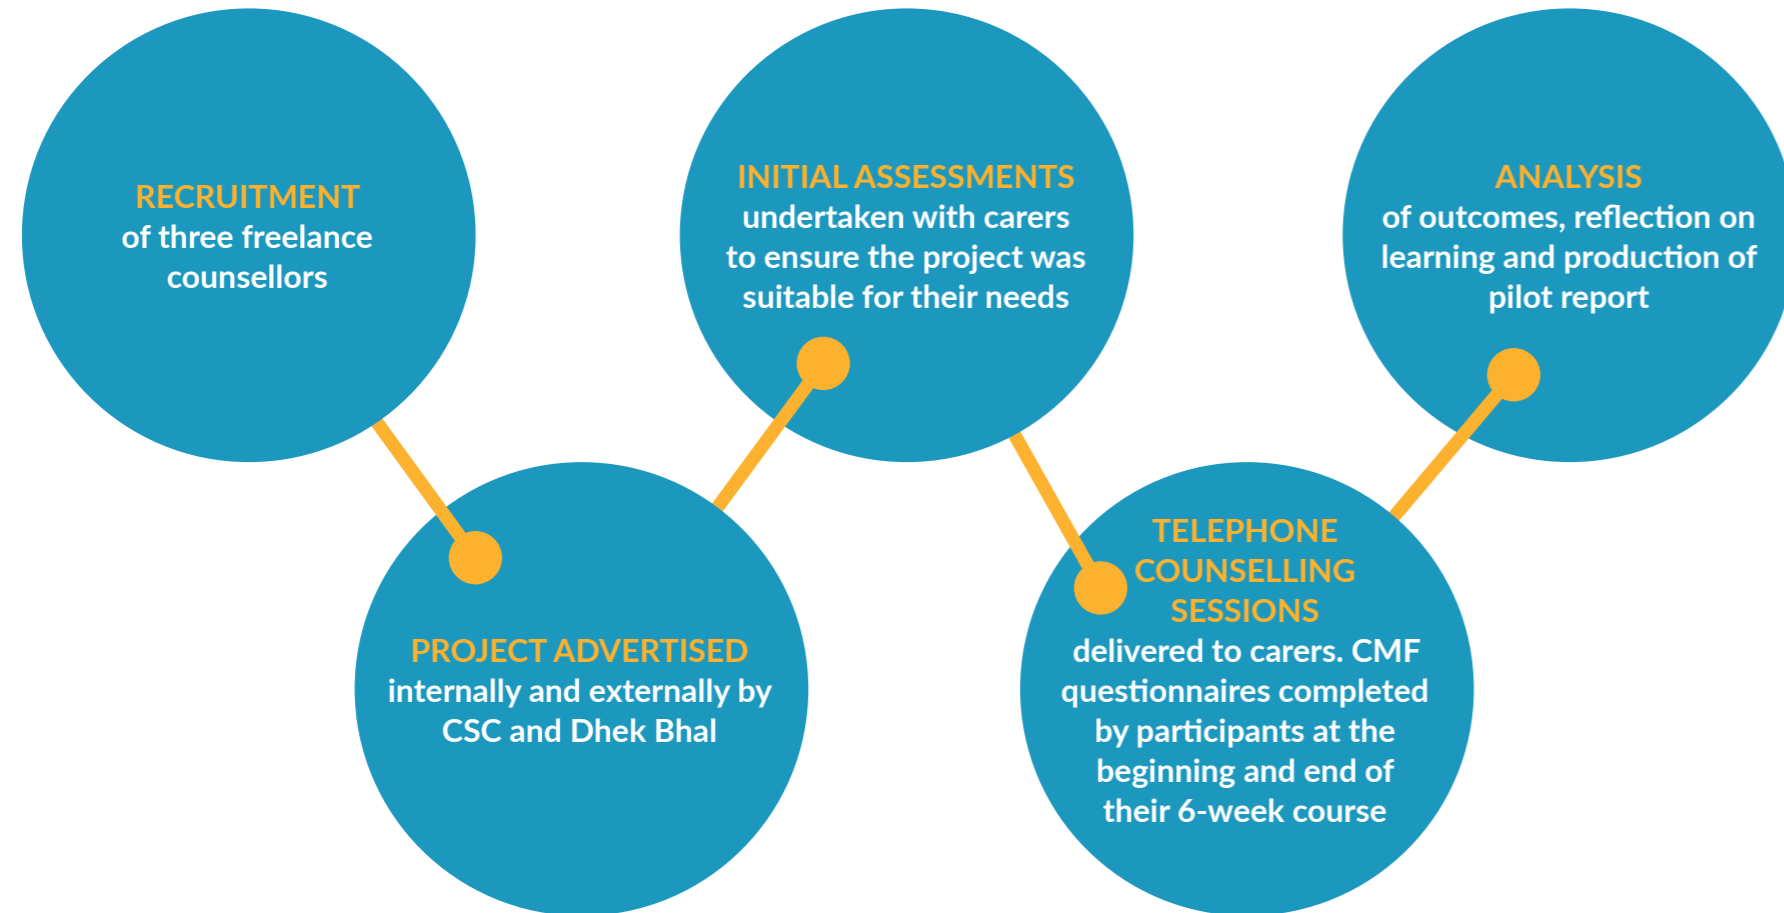 RECRUITMENT
of three freelance
counsellors
PROJECT ADVERTISED
internally and externally by
CSC and Dhek Bhal
INITIAL ASSESSMENTS
undertaken with carers
to ensure the project was
suitable for their needs
TELEPHONE
COUNSELLING
SESSIONS
delivered to carers. CMF
questionnaires completed
by participants at the
beginning and end of
their 6-week course
ANALYSIS
of outcomes, reflection on
learning and production of
pilot report